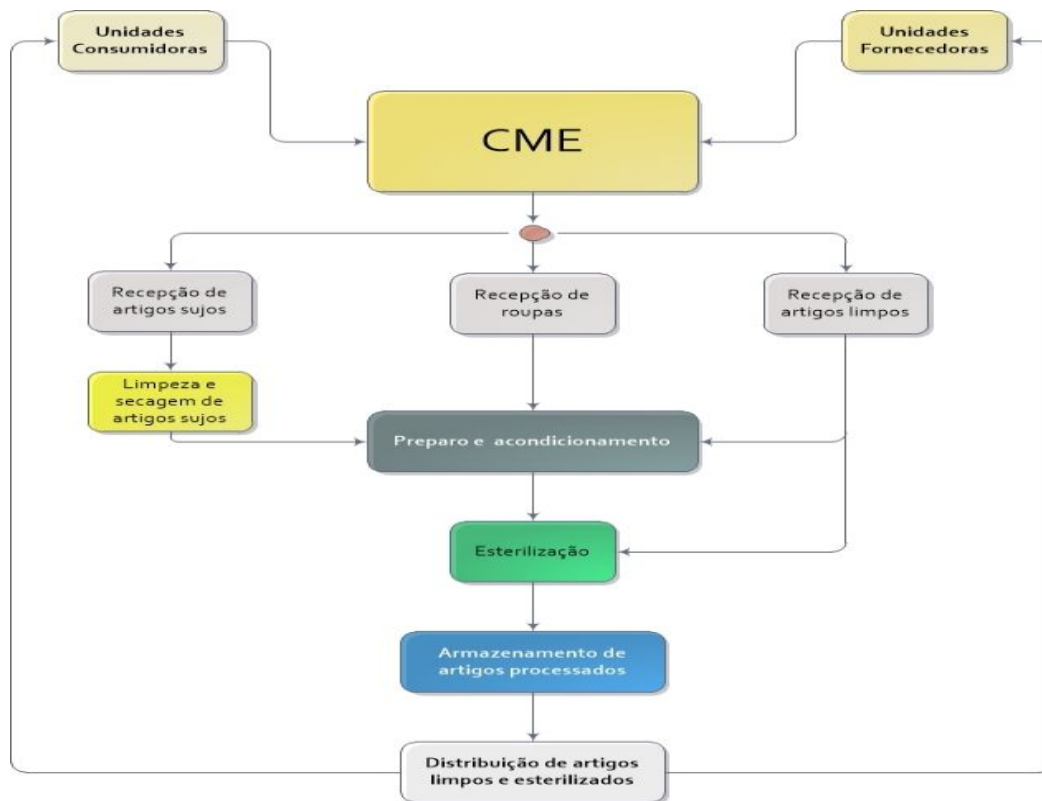 Unidades
Consumidoras
Unidades
Fornecedoras
CME
Recepção de
artigos sujos
Recepção de
roupas
Recepção de
artigos limpos
Limpeza e
secagem de
artigos sujos
Preparo e acondicionamento
Esterilização
Armazenamento de
artigos processados
Distribuição de artigos
limpos e esterilizados